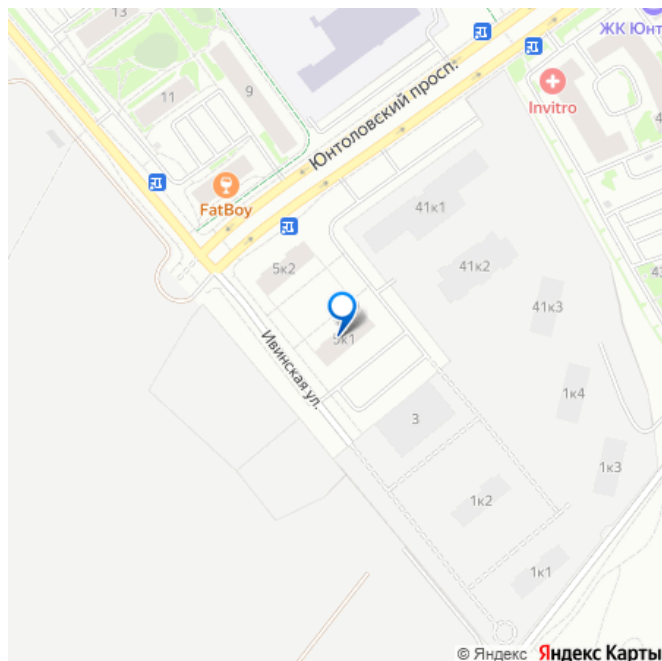 13
ЖК Юнт
11
9
Юнтоловский просп.
Invitro
FatBoy
41к1
5к2
41к2
41к3
5к1
Ивинская ул.
1к4
3
1к3
1к2
1к1
© Яндекс Яндекс Карты